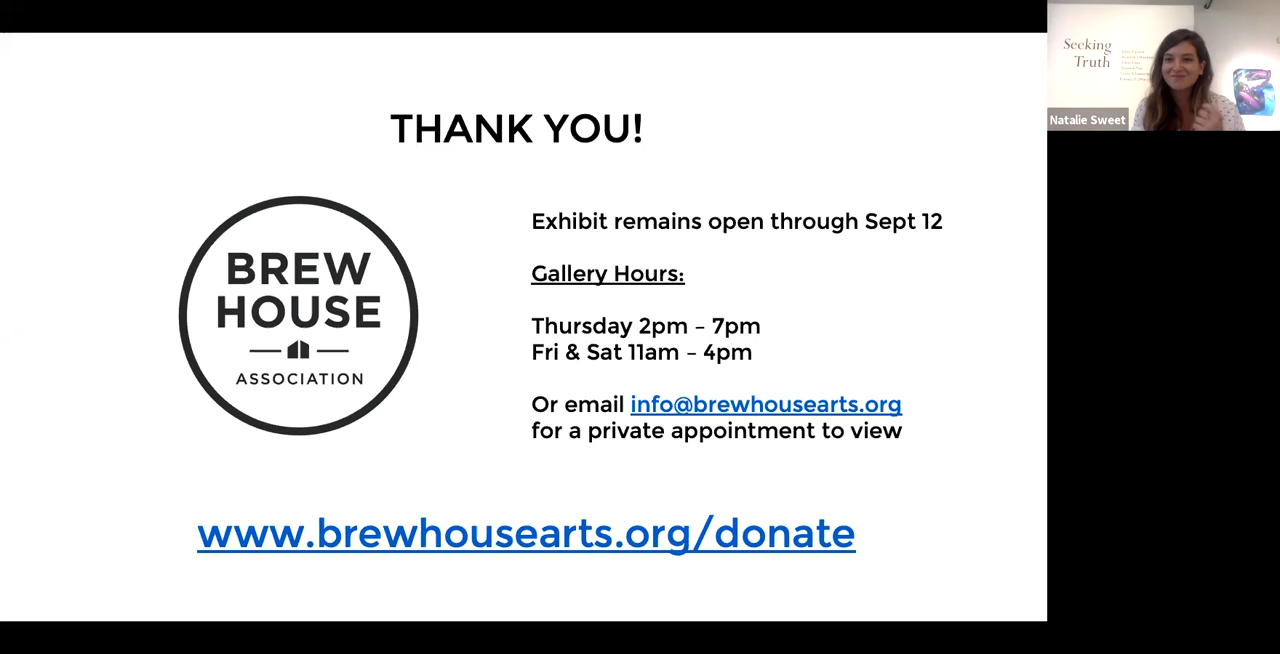 THANK YOU!
BREW
HOUSE
ASSOCIATION
Exhibit remains open through Sept 12
Gallery Hours:
Thursday 2pm – 7pm
Fri & Sat 11am – 4pm
Or email info@brewhousearts.org
for a private appointment to view
www.brewhousearts.org/donate
Seeking
Truth
Natalie Sweet